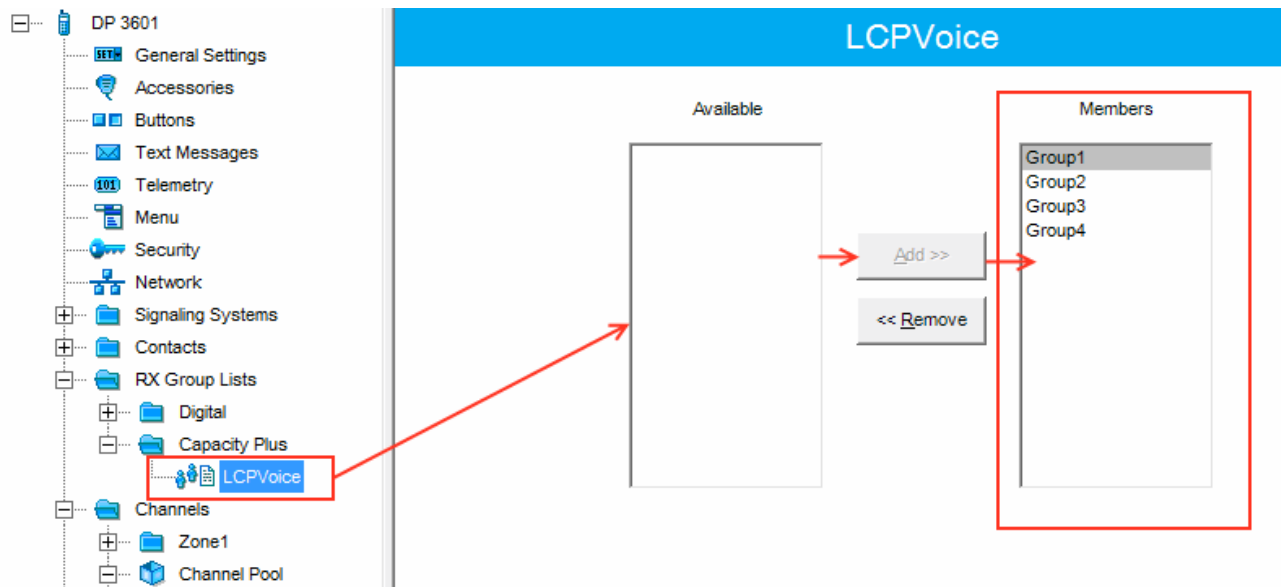 DP 3601
General Settings
Accessories
Buttons
Text Messages
Telemetry
Menu
Security
Network
Signaling Systems
Contacts
RX Group Lists
Digital
Capacity Plus
LCPVoice
Channels
Zone1
Channel Pool
LCPVoice
Available
Add >>
<< Remove
Members
Group1
Group2
Group3
Group4